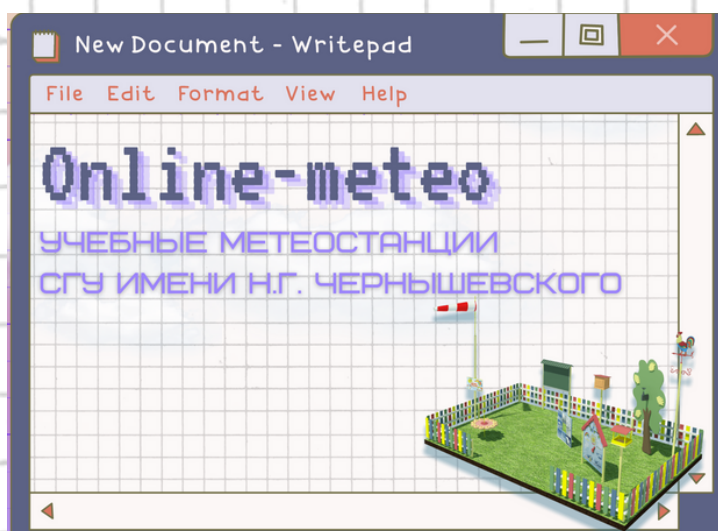 New Document - Writepad
File Edit Format View Help
Online-meteo
УЧЕБНЫЕ МЕТЕОСТАНЦИИ
СГУ ИМЕНИ Н.Г. ЧЕРНЫШЕВСКОГО